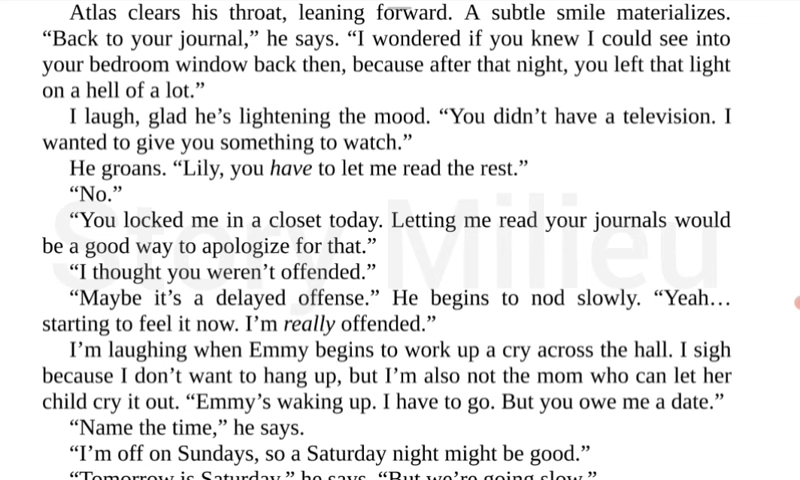 Atlas clears his throat, leaning forward. A subtle smile materializes.
“Back to your journal,” he says. “I wondered if you knew I could see into
your bedroom window back then, because after that night, you left that light
on a hell of a lot.”
I laugh, glad he’s lightening the mood. “You didn’t have a television. I
wanted to give you something to watch.”
He groans. “Lily, you have to let me read the rest.”
“No.”
“You locked me in a closet today. Letting me read your journals would
be a good way to apologize for that.”
“I thought you weren’t offended.”
“Maybe it’s a delayed offense.” He begins to nod slowly. “Yeah…
starting to feel it now. I’m really offended.”
I’m laughing when Emmy begins to work up a cry across the hall. I sigh
because I don’t want to hang up, but I’m also not the mom who can let her
child cry it out. “Emmy’s waking up. I have to go. But you owe me a date.”
“Name the time,” he says.
“I’m off on Sundays, so a Saturday night might be good.”
“Tomorrow is Saturday,” he says. “But we’re going slow.”
Story Milieu